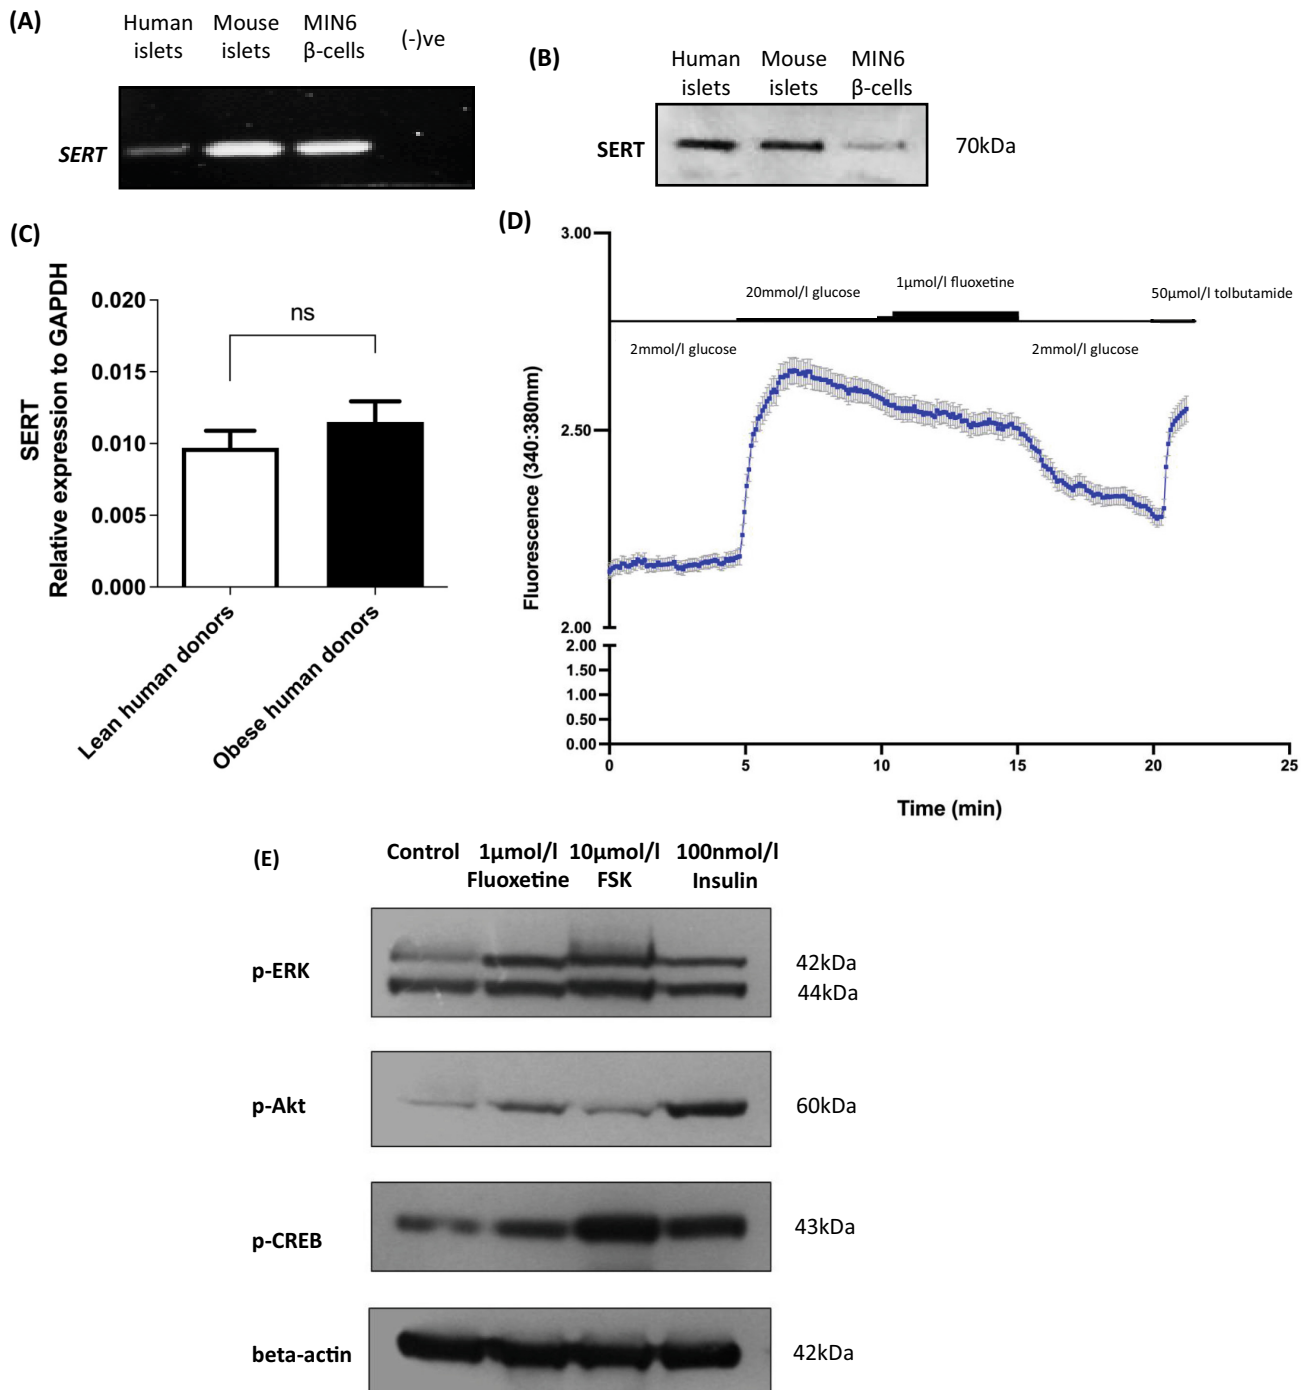 (A)
Human Mouse MIN6 (-)ve
islets islets β-cells
SERT
(B)
Human Mouse MIN6
islets islets β-cells
SERT 70kDa
(C)
SERT
Relative expression to GAPDH
0.020
0.015
0.010
0.005
0.000
ns
Lean human donors
Obese human donors
(D)
Fluorescence (340:380nm)
3.00
2.50
2.00
2.00
1.50
1.00
0.50
0.00
20mmol/l glucose
1μmol/l fluoxetine
50μmol/l tolbutamide
2mmol/l glucose
2mmol/l glucose
0 5 10 15 20 25
Time (min)
(E)
Control 1μmol/l 10μmol/l 100nmol/l
Fluoxetine FSK Insulin
p-ERK
42kDa
44kDa
p-Akt 60kDa
p-CREB 43kDa
beta-actin 42kDa